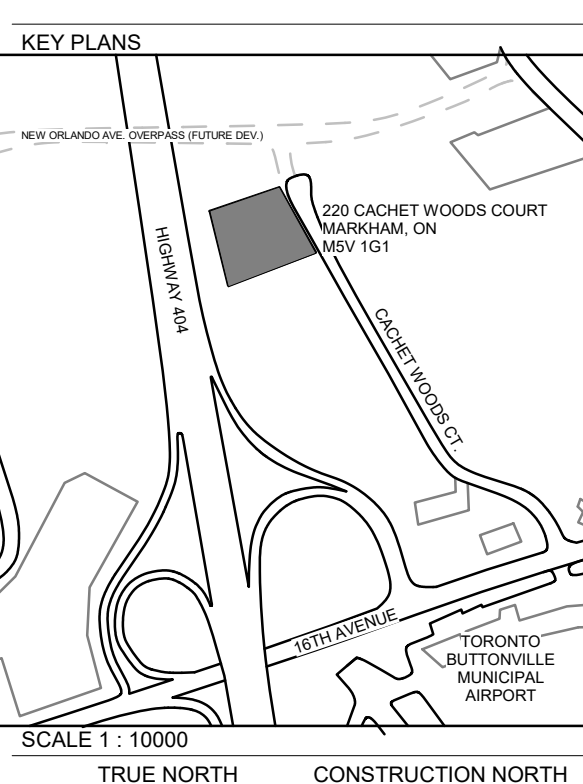 KEY PLANS
NEW ORLANDO AVE. OVERPASS (FUTURE DEV.)
220 CACHET WOODS COURT
MARKHAM, ON
M5V 1G1
HIGHWAY 404
CACHET WOODS CT.
16TH AVENUE
TORONTO
BUTTONVILLE
MUNICIPAL
AIRPORT
SCALE 1 : 10000
TRUE NORTH
CONSTRUCTION NORTH